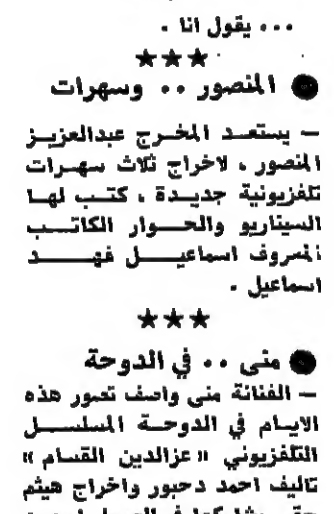 ... يقول انا .
★★★
● المنصور .. وسهرات
– يستعد المخرج عبدالعزيز
المنصور ، لاخراج ثلاث سهرات
تلفزيونية جديدة ، كتب لها
السيناريو والحوار الكاتب
المعروف اسماعيل فهد
اسماعيل .
★★★
● منى .. في الدوحة
– الفنانة منى واصف تصور هذه
الايام في الدوحة المسلسل
التلفزيوني « عزالدين القسام »
تاليف احمد دحبور واخراج هيثم